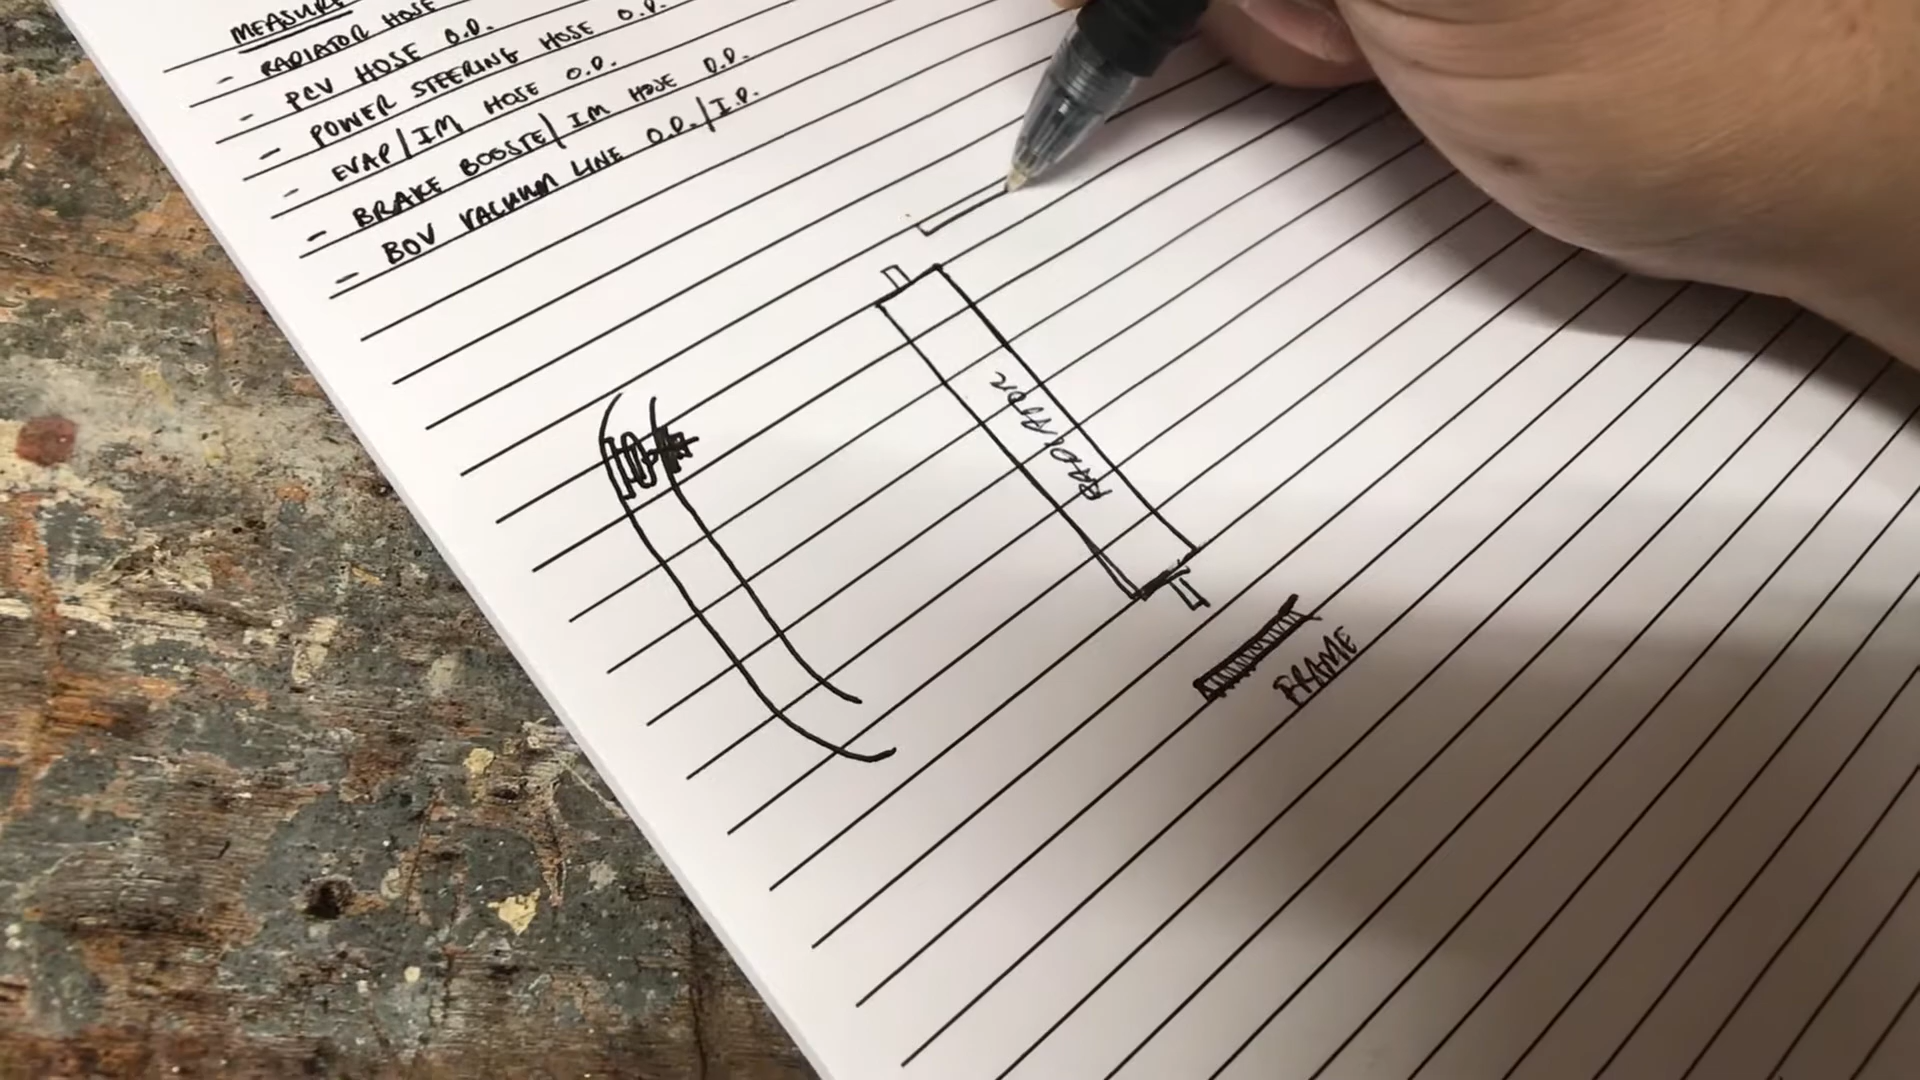 MEASURE
- RADIATOR HOSE
- PCV HOSE O.D.
- POWER STEERING HOSE O.D.
- EVAP/IM HOSE O.D.
- BRAKE BOOSTE/IM HOSE O.D.
- BOV VACUUM LINE O.D./I.D.
RADIATOR
FRAME